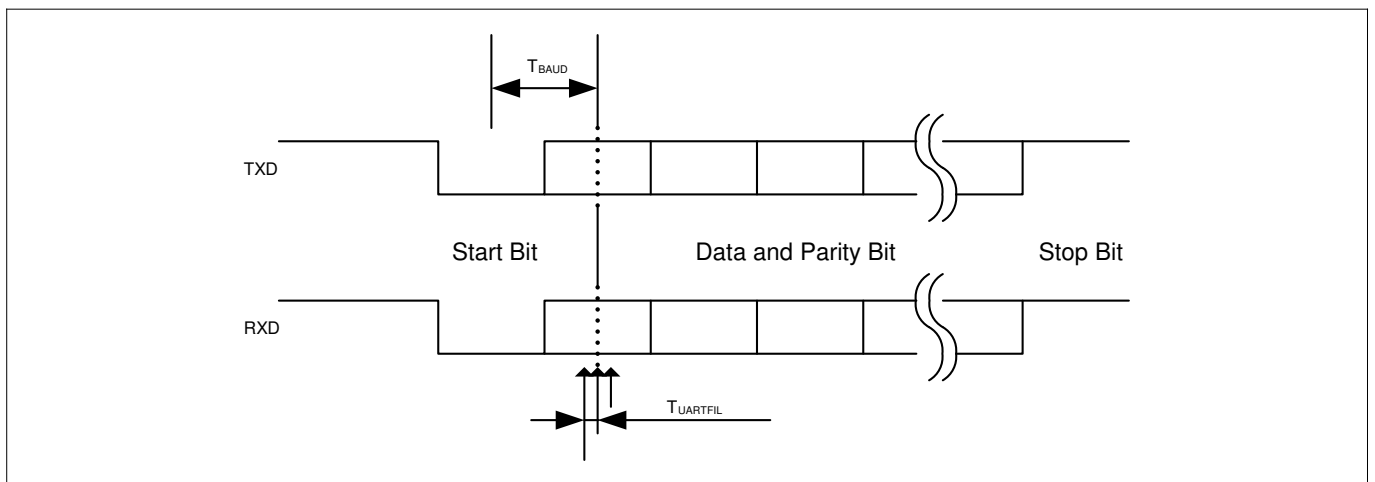 TBAUD
TXD
Start Bit
Data and Parity Bit
Stop Bit
RXD
TUARTFIL